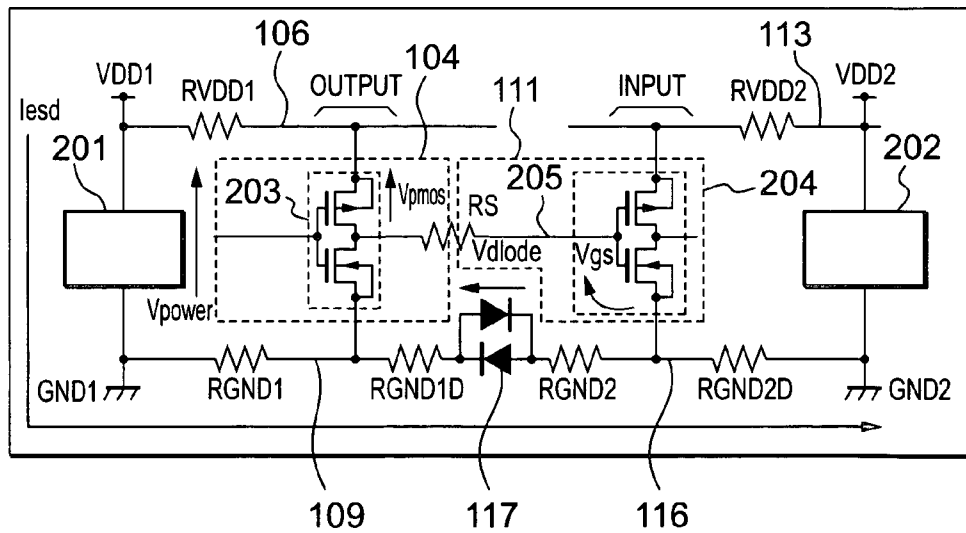 106
104
113
VDD1
OUTPUT
111
INPUT
VDD2
RVDD1
RVDD2
Iesd
201
202
205
203
Vpmos
RS
204
Vdlode
Vgs
Vpower
RGND1
RGND1D
RGND2
RGND2D
GND1
GND2
109
117
116